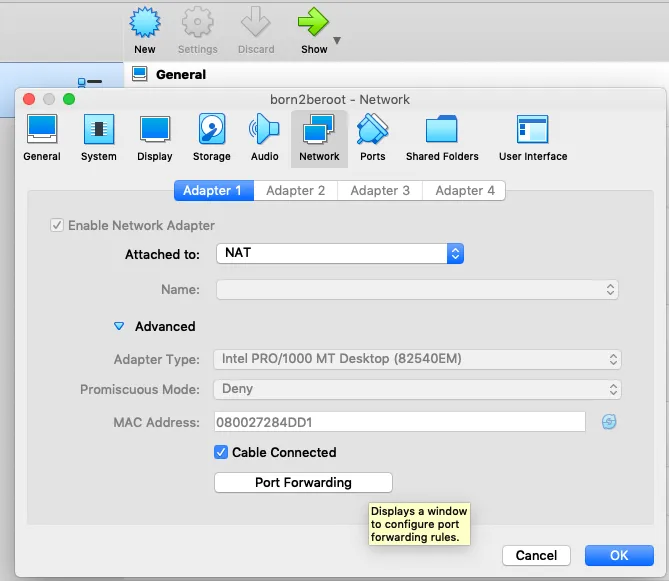 New
Settings
Discard
Show
General
born2beroot - Network
General
System
Display
Storage
Audio
Network
Ports
Shared Folders
User Interface
Adapter 1
Adapter 2
Adapter 3
Adapter 4
Enable Network Adapter
Attached to:
NAT
Name:
Advanced
Adapter Type:
Intel PRO/1000 MT Desktop (82540EM)
Promiscuous Mode:
Deny
MAC Address:
080027284DD1
Cable Connected
Port Forwarding
Displays a window
to configure port
forwarding rules.
Cancel
OK